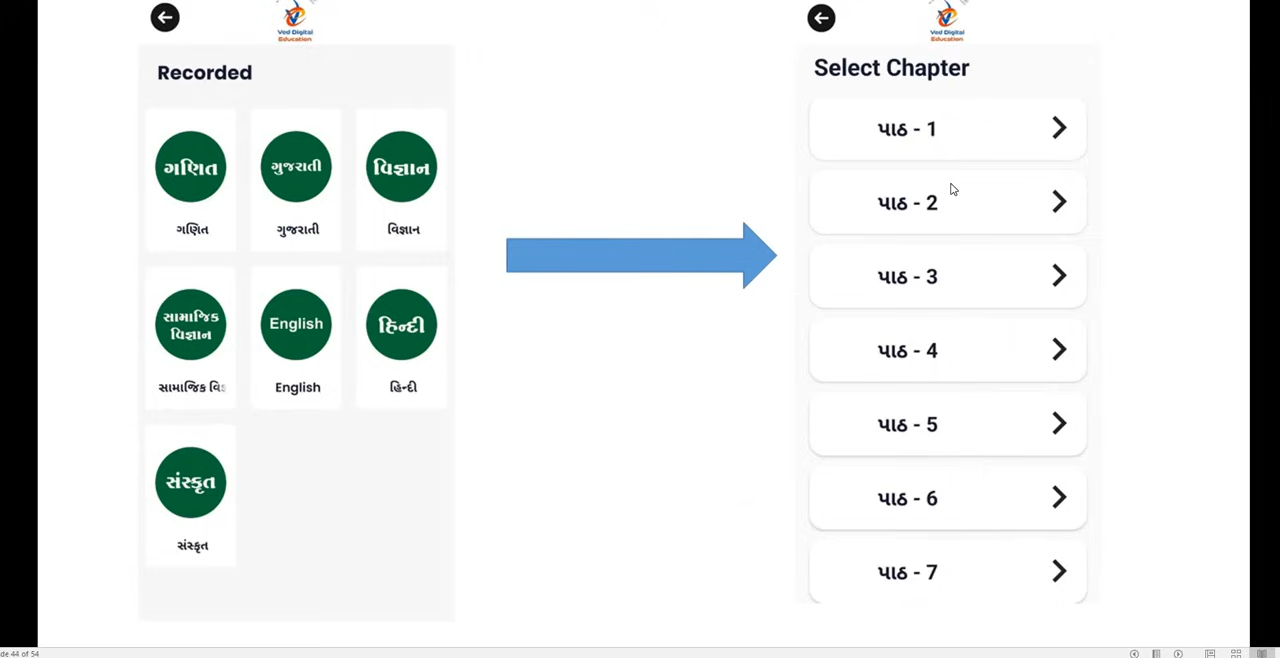 Ved Digital
Education
Recorded
ગણિત
ગુજરાતી
વિજ્ઞાન
ગણિત
ગુજરાતી
વિજ્ઞાન
સામાજિક
વિજ્ઞાન
English
હિન્દી
સામાજિક વિ
English
હિન્દી
સંસ્કૃત
સંસ્કૃત
Ved Digital
Education
Select Chapter
પાઠ - 1
પાઠ - 2
પાઠ - 3
પાઠ - 4
પાઠ - 5
પાઠ - 6
પાઠ - 7
de 44 of 54